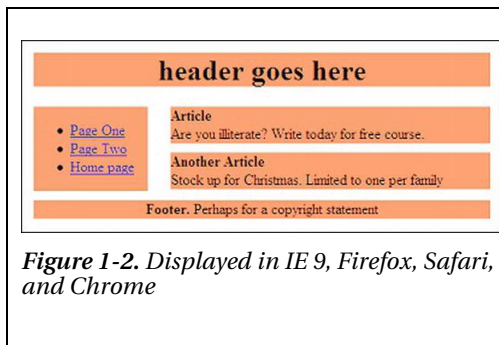 header goes here
Page One
Page Two
Home page
Article
Are you illiterate? Write today for free course.
Another Article
Stock up for Christmas. Limited to one per family
Footer. Perhaps for a copyright statement
Figure 1-2. Displayed in IE 9, Firefox, Safari,
and Chrome